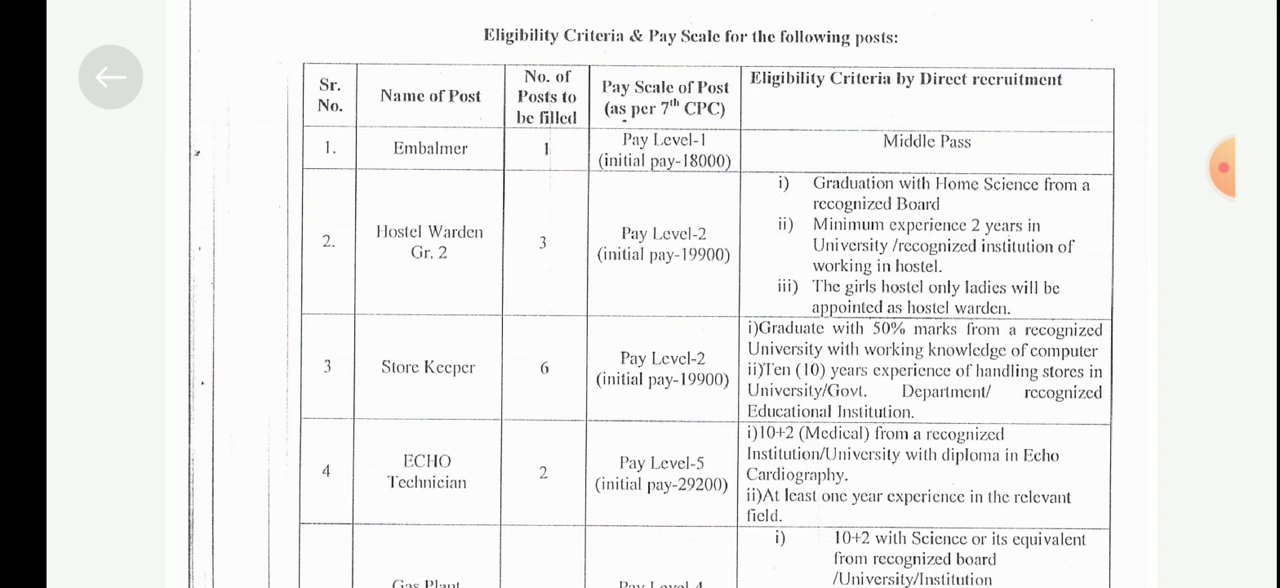 Eligibility Criteria & Pay Scale for the following posts:
Sr. No.
Name of Post
No. of Posts to be filled
Pay Scale of Post (as per 7th CPC)
Eligibility Criteria by Direct recruitment
1.
Embalmer
1
Pay Level-1
(initial pay-18000)
Middle Pass
2.
Hostel Warden
Gr. 2
3
Pay Level-2
(initial pay-19900)
i) Graduation with Home Science from a
recognized Board
ii) Minimum experience 2 years in
University /recognized institution of
working in hostel.
iii) The girls hostel only ladies will be
appointed as hostel warden.
3
Store Keeper
6
Pay Level-2
(initial pay-19900)
i)Graduate with 50% marks from a recognized
University with working knowledge of computer
ii)Ten (10) years experience of handling stores in
University/Govt. Department/ recognized
Educational Institution.
4
ECHO
Technician
2
Pay Level-5
(initial pay-29200)
i)10+2 (Medical) from a recognized
Institution/University with diploma in Echo
Cardiography.
ii)At least one year experience in the relevant
field.
Gas Plant
Pay Level-4
i) 10+2 with Science or its equivalent
from recognized board
/University/Institution